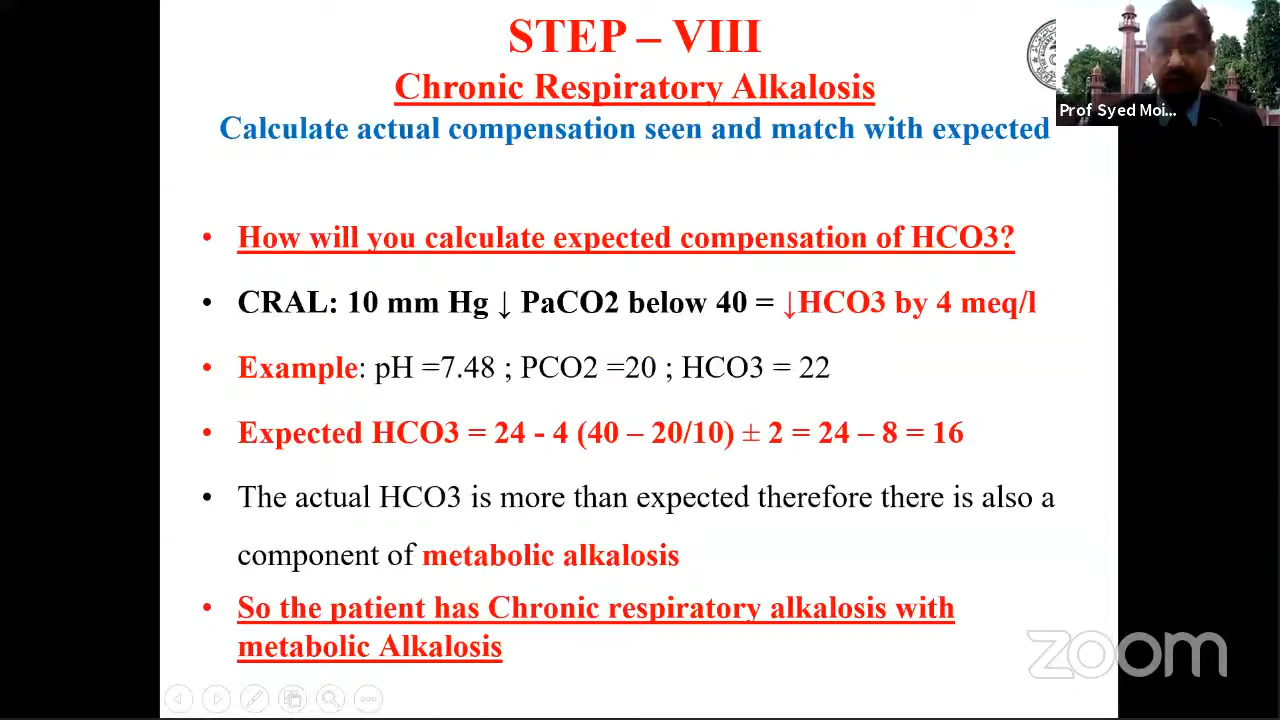 STEP – VIII
Chronic Respiratory Alkalosis
Calculate actual compensation seen and match with expected
Prof Syed Moi...
• How will you calculate expected compensation of HCO3?
• CRAL: 10 mm Hg ↓ PaCO2 below 40 = ↓HCO3 by 4 meq/l
• Example: pH =7.48 ; PCO2 =20 ; HCO3 = 22
• Expected HCO3 = 24 - 4 (40 – 20/10) ± 2 = 24 – 8 = 16
• The actual HCO3 is more than expected therefore there is also a
component of metabolic alkalosis
• So the patient has Chronic respiratory alkalosis with
metabolic Alkalosis
zoom